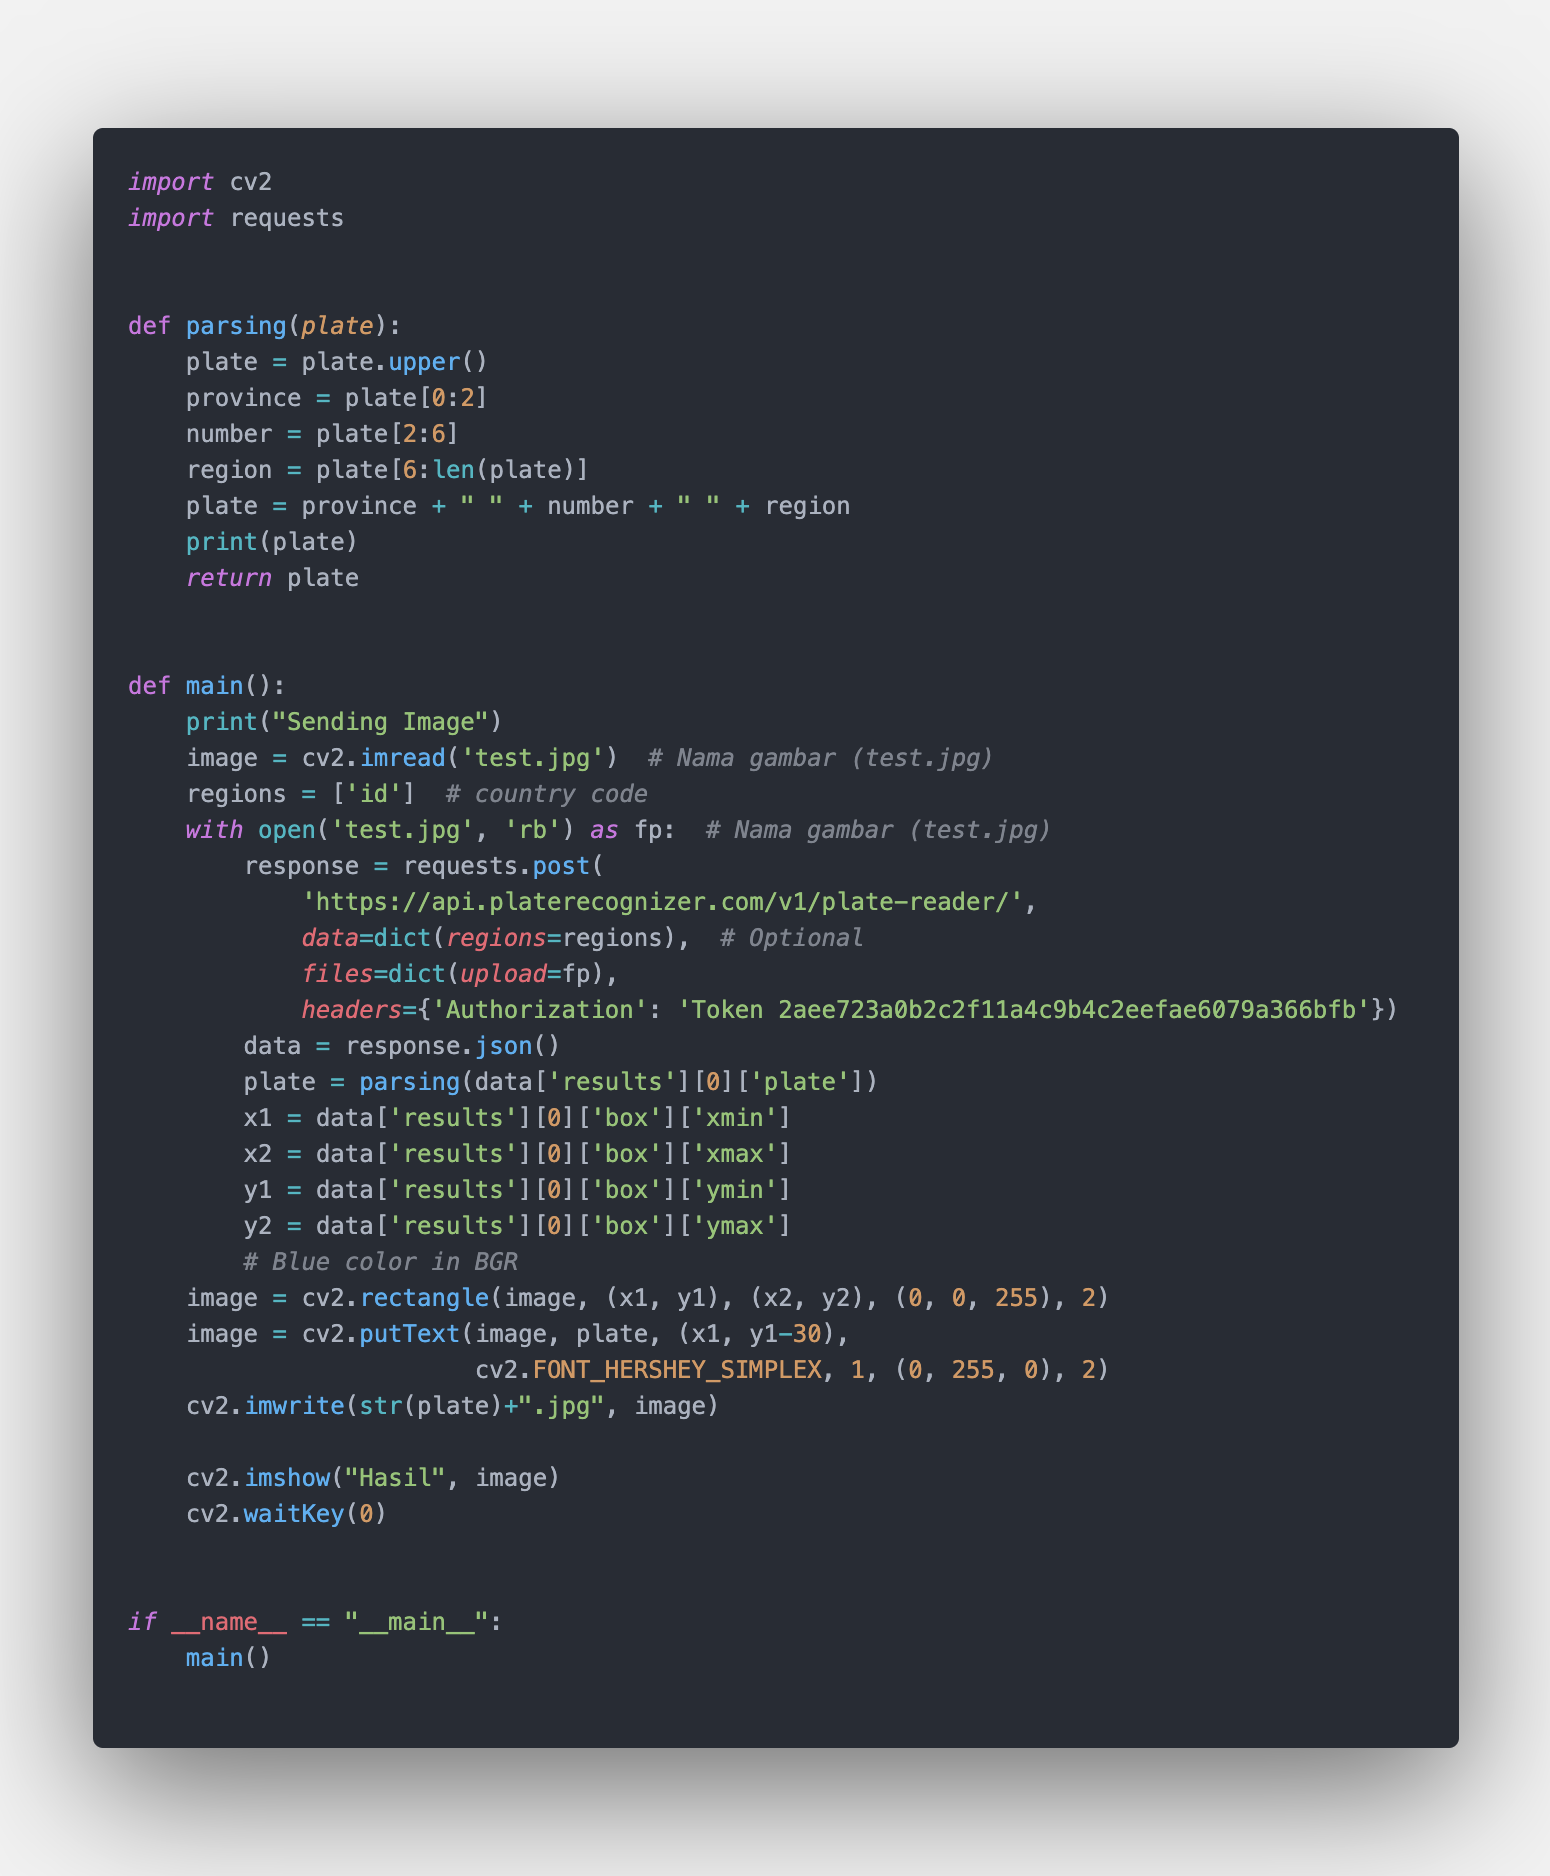 import cv2
import requests
def parsing(plate):
    plate = plate.upper()
    province = plate[0:2]
    number = plate[2:6]
    region = plate[6:len(plate)]
    plate = province + " " + number + " " + region
    print(plate)
    return plate
def main():
    print("Sending Image")
    image = cv2.imread('test.jpg')  # Nama gambar (test.jpg)
    regions = ['id']  # country code
    with open('test.jpg', 'rb') as fp:  # Nama gambar (test.jpg)
        response = requests.post(
            'https://api.platerecognizer.com/v1/plate-reader/',
            data=dict(regions=regions),  # Optional
            files=dict(upload=fp),
            headers={'Authorization': 'Token 2aee723a0b2c2f11a4c9b4c2eefae6079a366bfb'})
        data = response.json()
        plate = parsing(data['results'][0]['plate'])
        x1 = data['results'][0]['box']['xmin']
        x2 = data['results'][0]['box']['xmax']
        y1 = data['results'][0]['box']['ymin']
        y2 = data['results'][0]['box']['ymax']
        # Blue color in BGR
    image = cv2.rectangle(image, (x1, y1), (x2, y2), (0, 0, 255), 2)
    image = cv2.putText(image, plate, (x1, y1-30),
                        cv2.FONT_HERSHEY_SIMPLEX, 1, (0, 255, 0), 2)
    cv2.imwrite(str(plate)+".jpg", image)
    cv2.imshow("Hasil", image)
    cv2.waitKey(0)
if __name__ == "__main__":
    main()